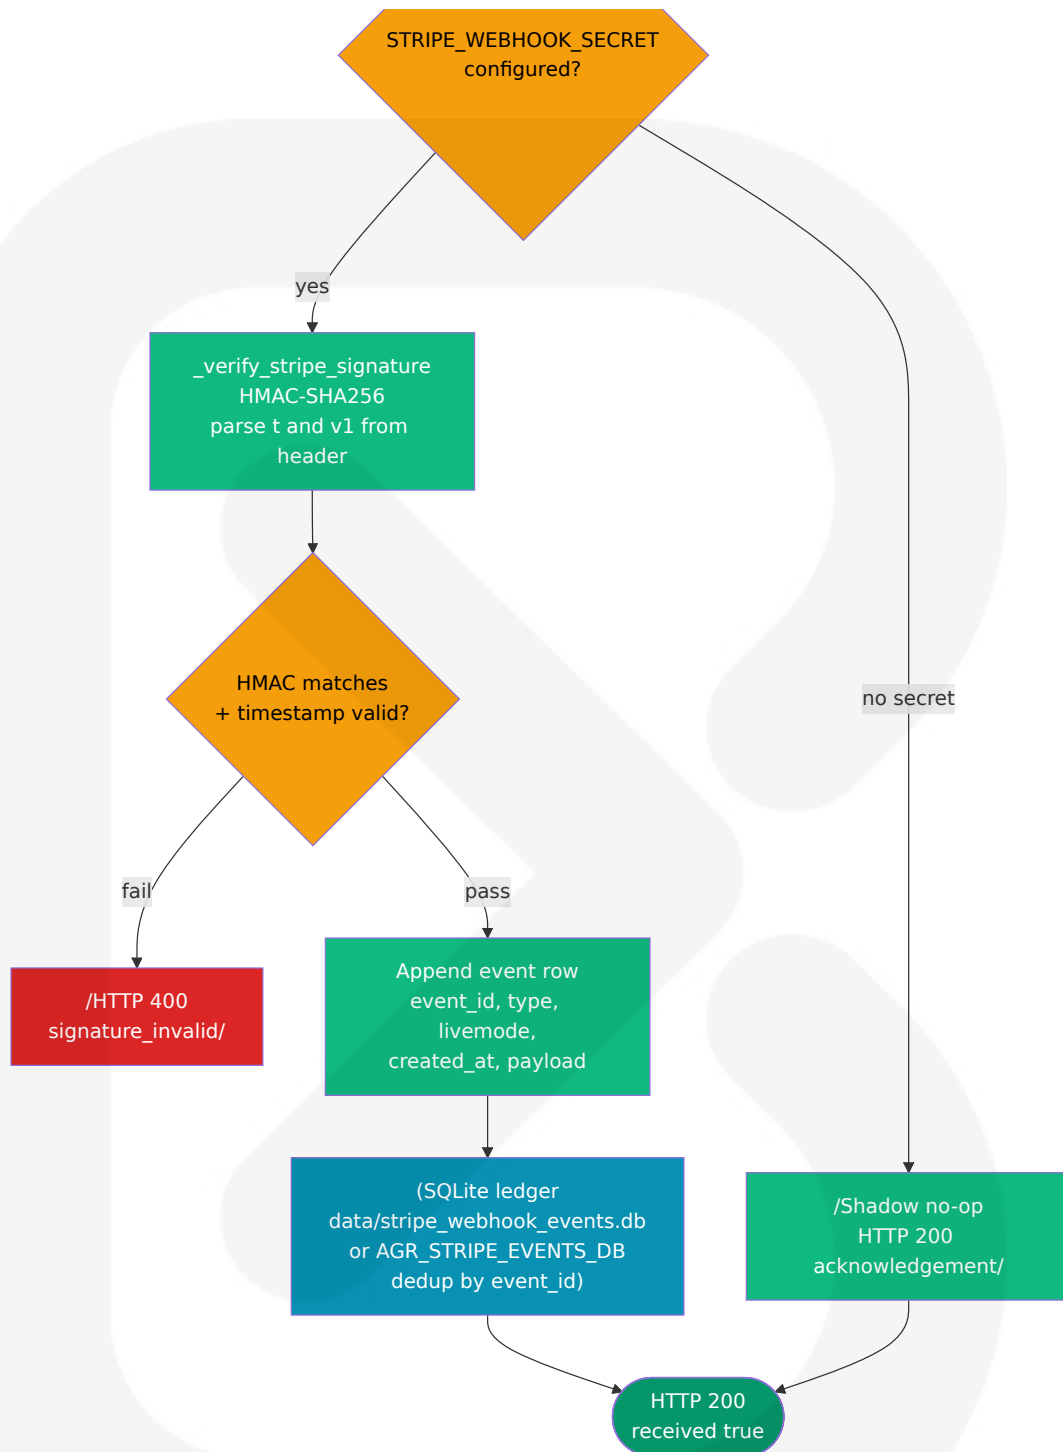 STRIPE_WEBHOOK_SECRET
configured?
yes
_verify_stripe_signature
HMAC-SHA256
parse t and v1 from
header
HMAC matches
+ timestamp valid?
no secret
fail
pass
/HTTP 400
signature_invalid/
Append event row
event_id, type,
livemode,
created_at, payload
(SQLite ledger
data/stripe_webhook_events.db
or AGR_STRIPE_EVENTS_DB
dedup by event_id)
/Shadow no-op
HTTP 200
acknowledgement/
HTTP 200
received true